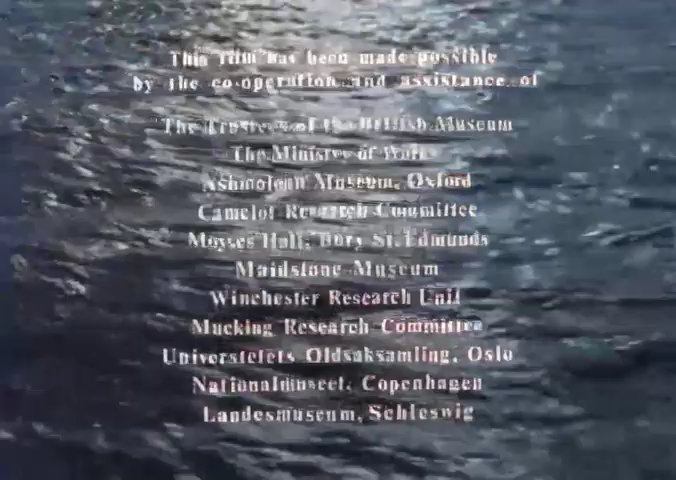 This film has been made possible
by the co-operation and assistance of
The Trustees of the British Museum
The Ministry of Works
Ashmolean Museum, Oxford
Camelot Research Committee
Moyses Hall, Bury St. Edmunds
Maidstone Museum
Winchester Research Unit
Mucking Research Committee
Universitetets Oldsaksamling, Oslo
Nationalmuseet, Copenhagen
Landesmuseum, Schleswig